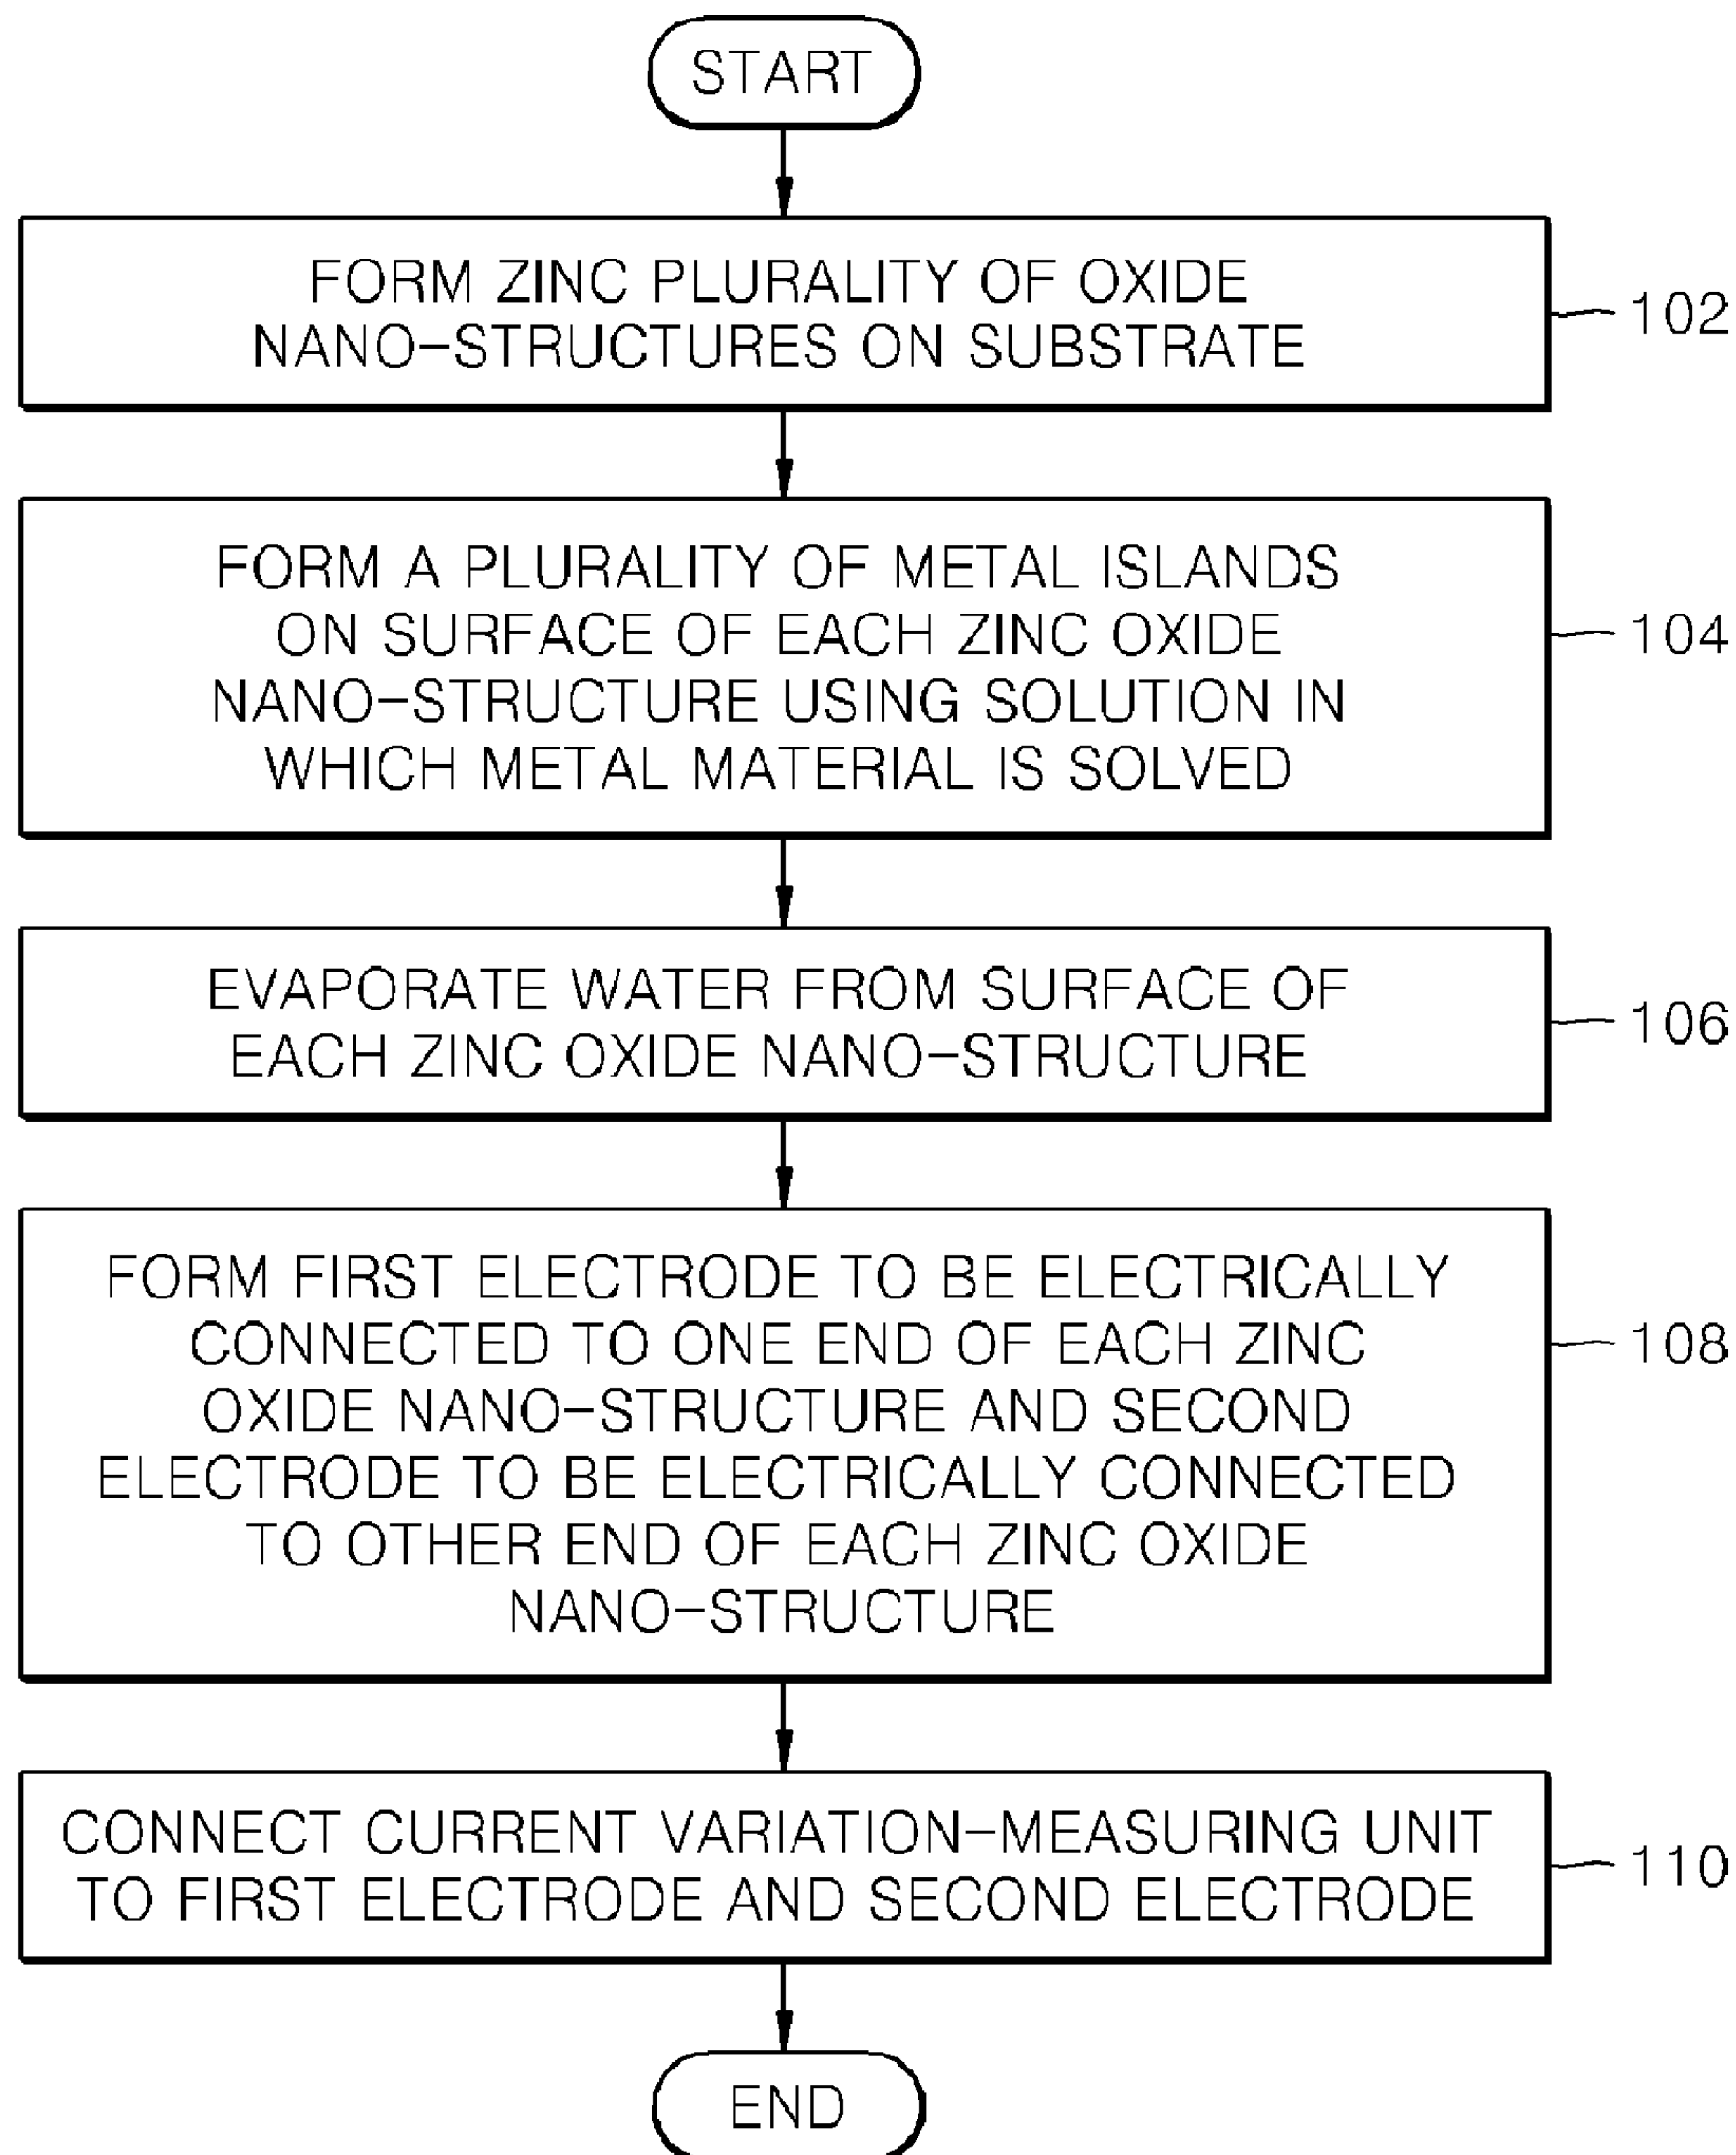 START
FORM ZINC PLURALITY OF OXIDE
NANO-STRUCTURES ON SUBSTRATE
102
FORM A PLURALITY OF METAL ISLANDS
ON SURFACE OF EACH ZINC OXIDE
NANO-STRUCTURE USING SOLUTION IN
WHICH METAL MATERIAL IS SOLVED
104
EVAPORATE WATER FROM SURFACE OF
EACH ZINC OXIDE NANO-STRUCTURE
106
FORM FIRST ELECTRODE TO BE ELECTRICALLY
CONNECTED TO ONE END OF EACH ZINC
OXIDE NANO-STRUCTURE AND SECOND
ELECTRODE TO BE ELECTRICALLY CONNECTED
TO OTHER END OF EACH ZINC OXIDE
NANO-STRUCTURE
108
CONNECT CURRENT VARIATION-MEASURING UNIT
TO FIRST ELECTRODE AND SECOND ELECTRODE
110
END